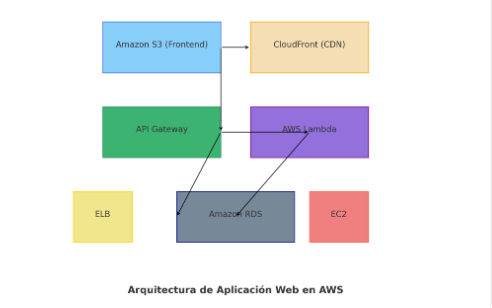 Amazon S3 (Frontend)
CloudFront (CDN)
API Gateway
AWS Lambda
ELB
Amazon RDS
EC2
Arquitectura de Aplicación Web en AWS